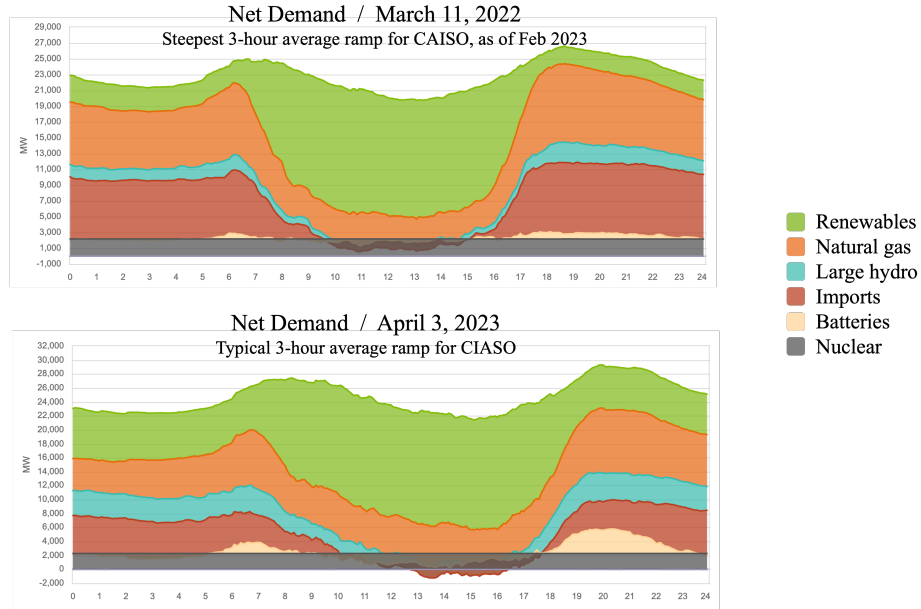 Net Demand / March 11, 2022
Steepest 3-hour average ramp for CAISO, as of Feb 2023
29,000
27,000
25,000
23,000
21,000
19,000
17,000
15,000
13,000
11,000
9,000
7,000
5,000
3,000
1,000
-1,000
MW
0 1 2 3 4 5 6 7 8 9 10 11 12 13 14 15 16 17 18 19 20 21 22 23 24
Renewables
Natural gas
Large hydro
Imports
Batteries
Nuclear
Net Demand / April 3, 2023
Typical 3-hour average ramp for CIASO
32,000
30,000
28,000
26,000
24,000
22,000
20,000
18,000
16,000
14,000
12,000
10,000
8,000
6,000
4,000
2,000
0
-2,000
MW
0 1 2 3 4 5 6 7 8 9 10 11 12 13 14 15 16 17 18 19 20 21 22 23 24